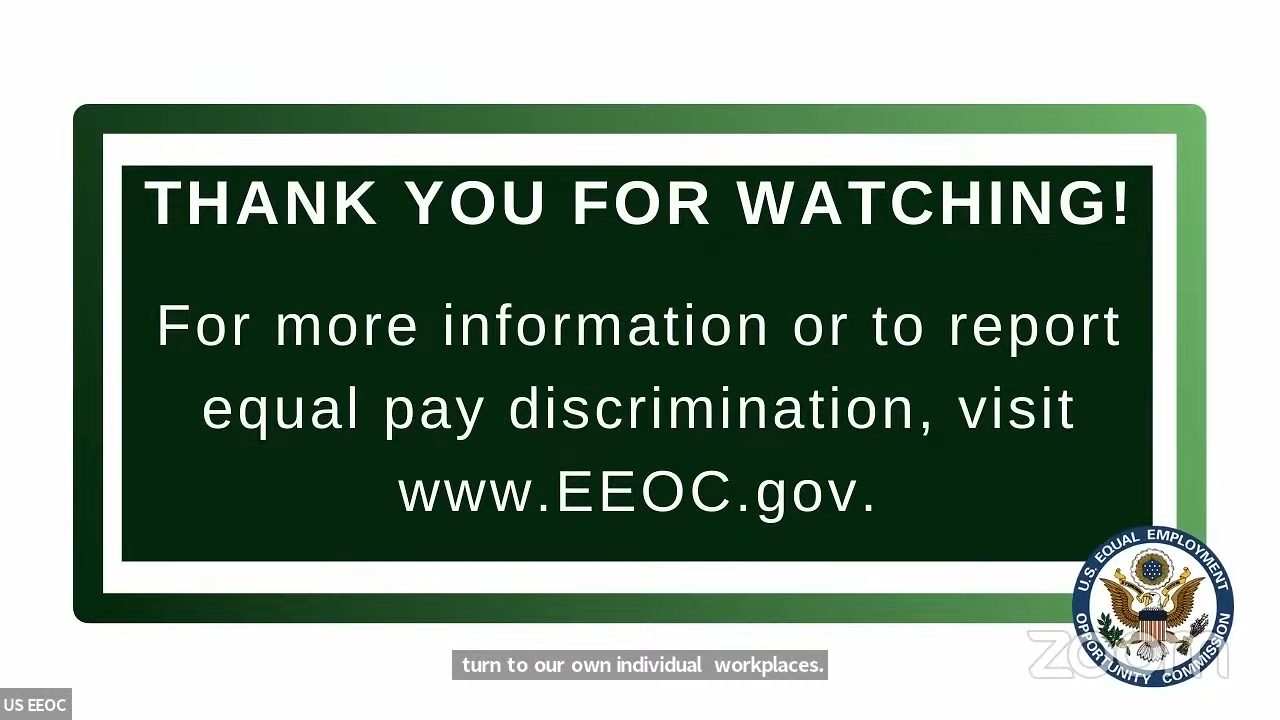 THANK YOU FOR WATCHING!
For more information or to report
equal pay discrimination, visit
www.EEOC.gov.
U.S. EQUAL EMPLOYMENT
OPPORTUNITY COMMISSION
zoom
turn to our own individual workplaces.
US EEOC